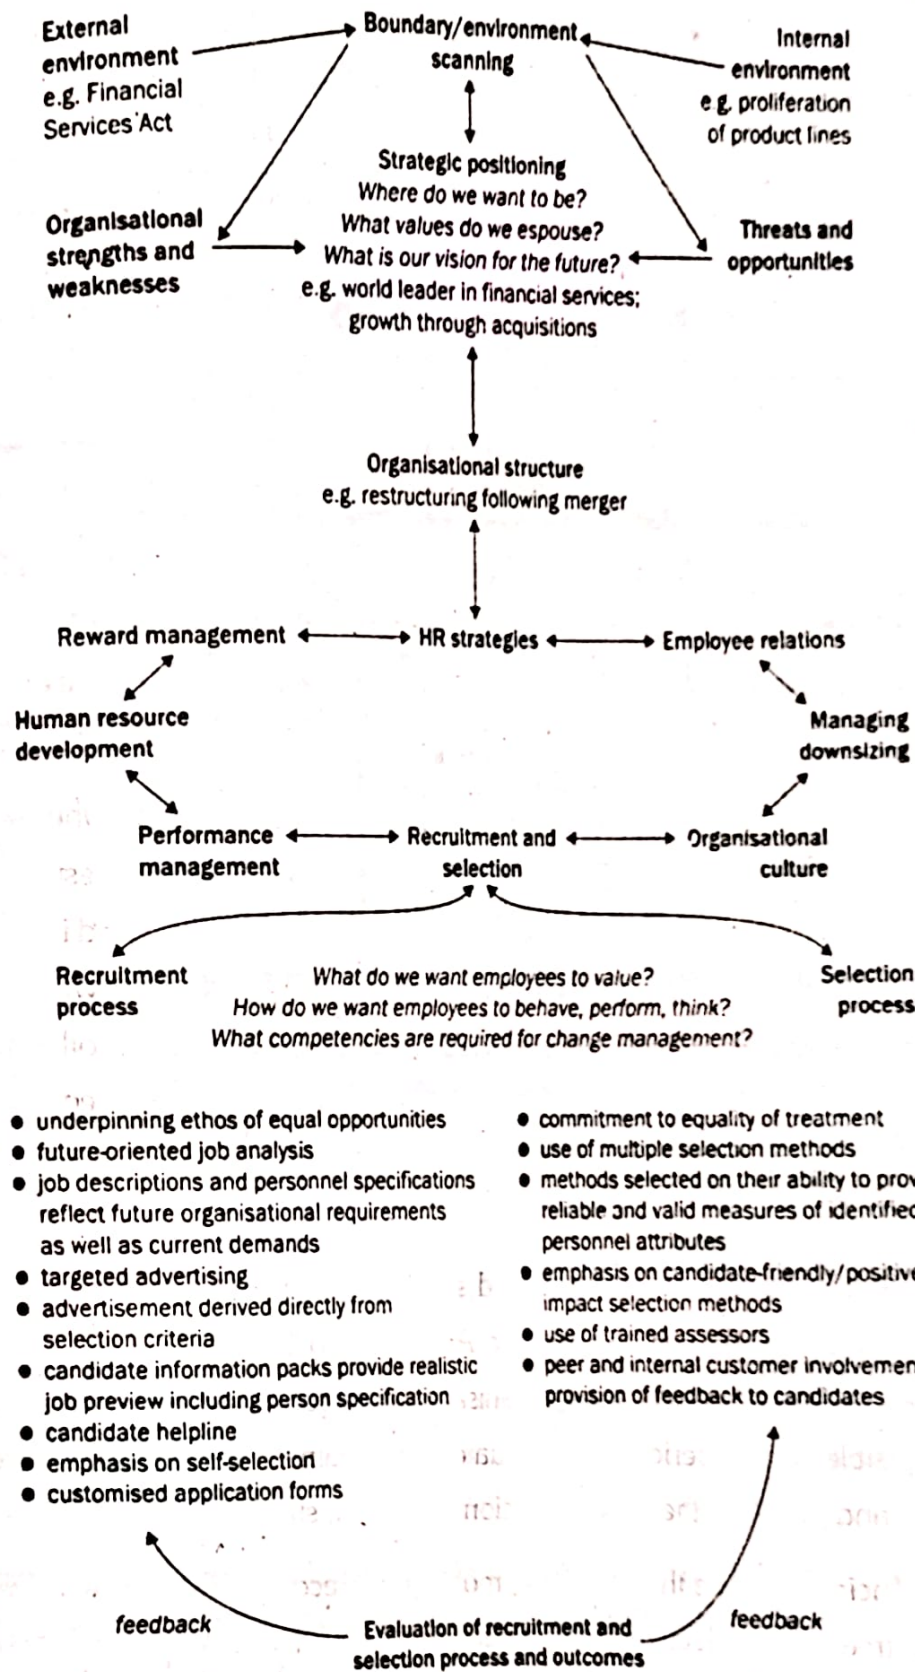 External
environment
e.g. Financial
Services Act
Boundary/environment
scanning
Internal
environment
e.g. proliferation
of product lines
Strategic positioning
Where do we want to be?
What values do we espouse?
What is our vision for the future?
e.g. world leader in financial services;
growth through acquisitions
Organisational
strengths and
weaknesses
Threats and
opportunities
Organisational structure
e.g. restructuring following merger
Reward management
HR strategies
Employee relations
Human resource
development
Managing
downsizing
Performance
management
Recruitment and
selection
Organisational
culture
Recruitment
process
What do we want employees to value?
How do we want employees to behave, perform, think?
What competencies are required for change management?
Selection
process
● underpinning ethos of equal opportunities
● future-oriented job analysis
● job descriptions and personnel specifications
reflect future organisational requirements
as well as current demands
● targeted advertising
● advertisement derived directly from
selection criteria
● candidate information packs provide realistic
job preview including person specification
● candidate helpline
● emphasis on self-selection
● customised application forms
● commitment to equality of treatment
● use of multiple selection methods
● methods selected on their ability to prov
reliable and valid measures of identified
personnel attributes
● emphasis on candidate-friendly/positive
impact selection methods
● use of trained assessors
● peer and internal customer involvemen
provision of feedback to candidates
feedback
Evaluation of recruitment and
selection process and outcomes
feedback